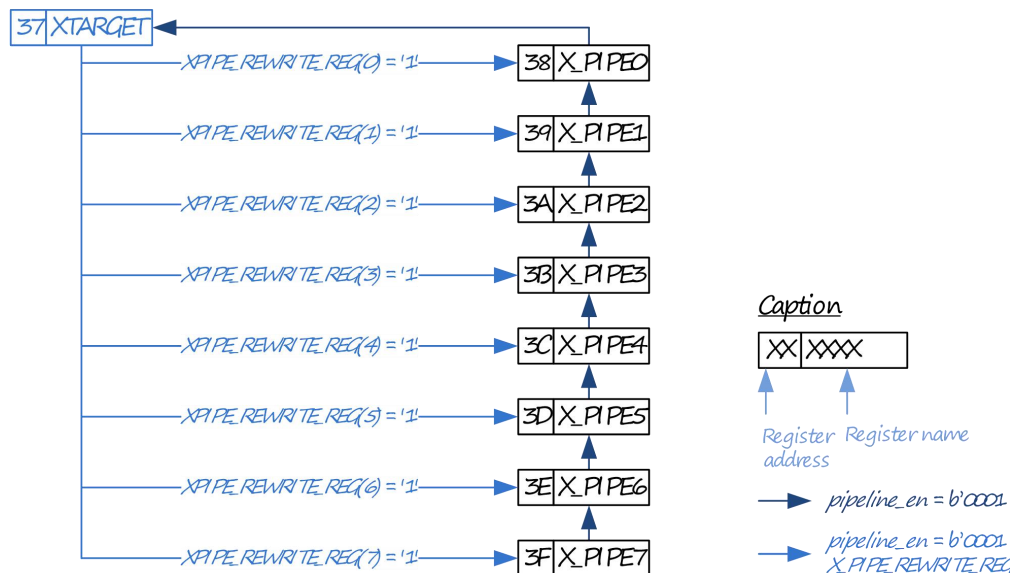 37 XTARGET
XPIPE_REWRITE_REG(0) = '1' 38 X_PIPE0
XPIPE_REWRITE_REG(1) = '1' 39 X_PIPE1
XPIPE_REWRITE_REG(2) = '1' 3A X_PIPE2
XPIPE_REWRITE_REG(3) = '1' 3B X_PIPE3
XPIPE_REWRITE_REG(4) = '1' 3C X_PIPE4
XPIPE_REWRITE_REG(5) = '1' 3D X_PIPE5
XPIPE_REWRITE_REG(6) = '1' 3E X_PIPE6
XPIPE_REWRITE_REG(7) = '1' 3F X_PIPE7
Caption
XX XXXX
Register
address
Register name
pipeline_en = b'0001
pipeline_en = b'0001
X_PIPE_REWRITE_REG